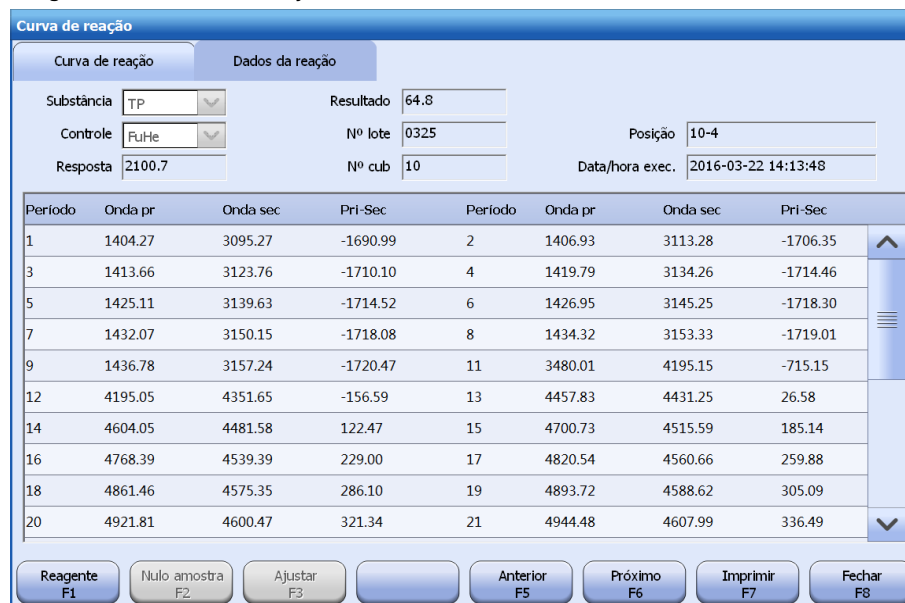 Curva de reação
Curva de reação Dados da reação
Substância TP Resultado 64.8
Controle FuHe Nº lote 0325 Posição 10-4
Resposta 2100.7 Nº cub 10 Data/hora exec. 2016-03-22 14:13:48
Período Onda pr Onda sec Pri-Sec Período Onda pr Onda sec Pri-Sec
1 1404.27 3095.27 -1690.99 2 1406.93 3113.28 -1706.35
3 1413.66 3123.76 -1710.10 4 1419.79 3134.26 -1714.46
5 1425.11 3139.63 -1714.52 6 1426.95 3145.25 -1718.30
7 1432.07 3150.15 -1718.08 8 1434.32 3153.33 -1719.01
9 1436.78 3157.24 -1720.47 11 3480.01 4195.15 -715.15
12 4195.05 4351.65 -156.59 13 4457.83 4431.25 26.58
14 4604.05 4481.58 122.47 15 4700.73 4515.59 185.14
16 4768.39 4539.39 229.00 17 4820.54 4560.66 259.88
18 4861.46 4575.35 286.10 19 4893.72 4588.62 305.09
20 4921.81 4600.47 321.34 21 4944.48 4607.99 336.49
Reagente Nulo amostra Ajustar Anterior Próximo Imprimir Fechar
F1 F2 F3 F5 F6 F7 F8